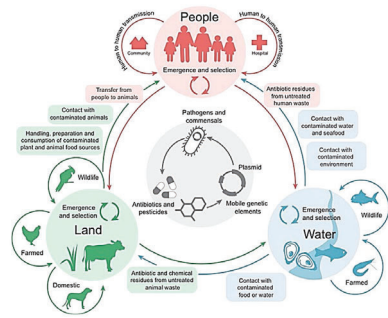 People
Human to human transmission
Human to human transmission
Community
Hospital
Emergence and selection
Transfer from
people to animals
Antibiotic residues
from untreated
human waste
Contact with
contaminated animals
Contact with
contaminated water
and seafood
Handling, preparation and
consumption of contaminated
plant and animal food sources
Contact with
contaminated
environment
Pathogens and
commensals
Plasmid
Antibiotics and
pesticides
Mobile genetic
elements
Wildlife
Emergence
and selection
Land
Farmed
Domestic
Emergence
and selection
Water
Wildlife
Farmed
Antibiotic and chemical
residues from untreated
animal waste
Contact with
contaminated
food or water